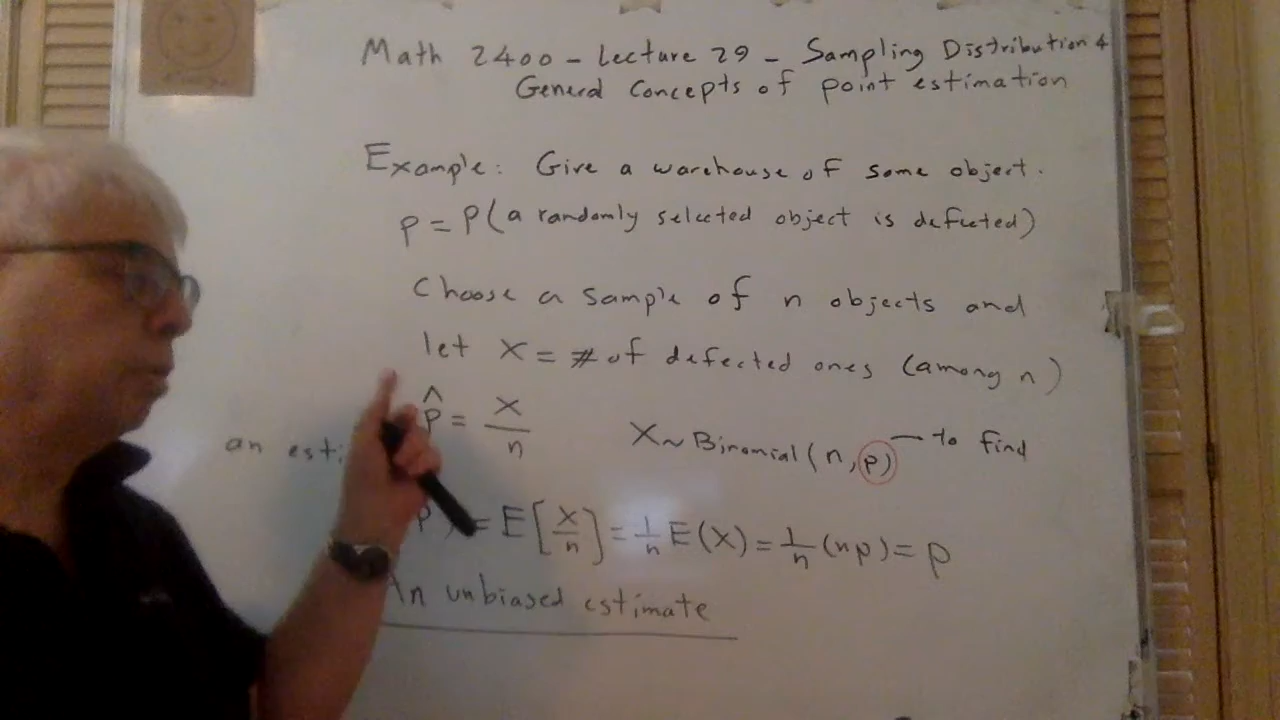 Math 2400 - Lecture 29 - Sampling Distribution &
General Concepts of point estimation
Example: Give a warehouse of some object.
p = P(a randomly selected object is defected)
Choose a sample of n objects and
let X = # of defected ones (among n)
p̂ = X/n X ~ Binomial(n, p) — to find
an
p̂) = E[X/n] = 1/n E(X) = 1/n (np) = p
An unbiased estimate